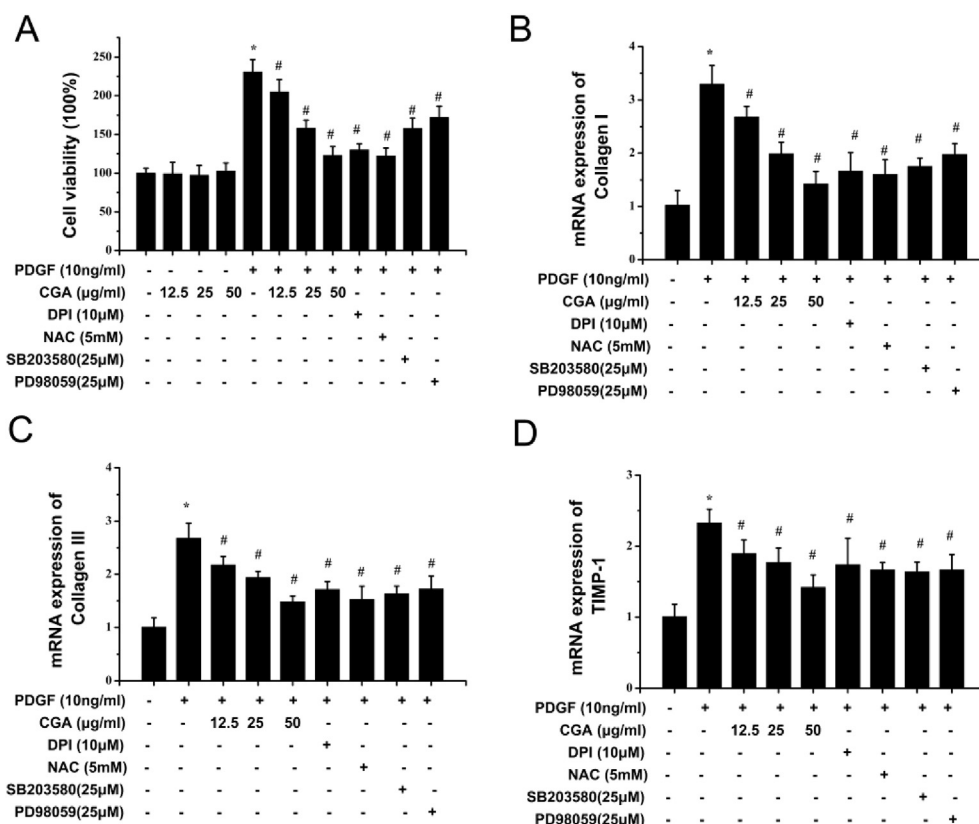 A
Cell viability (100%)
250
200
150
100
50
0
* # # # # # # #
PDGF (10ng/ml) - - - - + + + + + + + +
CGA (µg/ml) - 12.5 25 50 - 12.5 25 50 - - - -
DPI (10µM) - - - - - - - - + - - -
NAC (5mM) - - - - - - - - - + - -
SB203580(25µM) - - - - - - - - - - + -
PD98059(25µM) - - - - - - - - - - - +
B
mRNA expression of
Collagen I
4
3
2
1
0
* # # # # # # #
PDGF (10ng/ml) - + + + + + + + +
CGA (µg/ml) - - 12.5 25 50 - - - -
DPI (10µM) - - - - - + - - -
NAC (5mM) - - - - - - + - -
SB203580(25µM) - - - - - - - + -
PD98059(25µM) - - - - - - - - +
C
mRNA expression of
Collagen III
4
3
2
1
0
* # # # # # # #
PDGF (10ng/ml) - + + + + + + + +
CGA (µg/ml) - - 12.5 25 50 - - - -
DPI (10µM) - - - - - + - - -
NAC (5mM) - - - - - - + - -
SB203580(25µM) - - - - - - - + -
PD98059(25µM) - - - - - - - - +
D
mRNA expression of
TIMP-1
3
2
1
0
* # # # # # # #
PDGF (10ng/ml) - + + + + + + + +
CGA (µg/ml) - - 12.5 25 50 - - - -
DPI (10µM) - - - - - + - - -
NAC (5mM) - - - - - - + - -
SB203580(25µM) - - - - - - - + -
PD98059(25µM) - - - - - - - - +